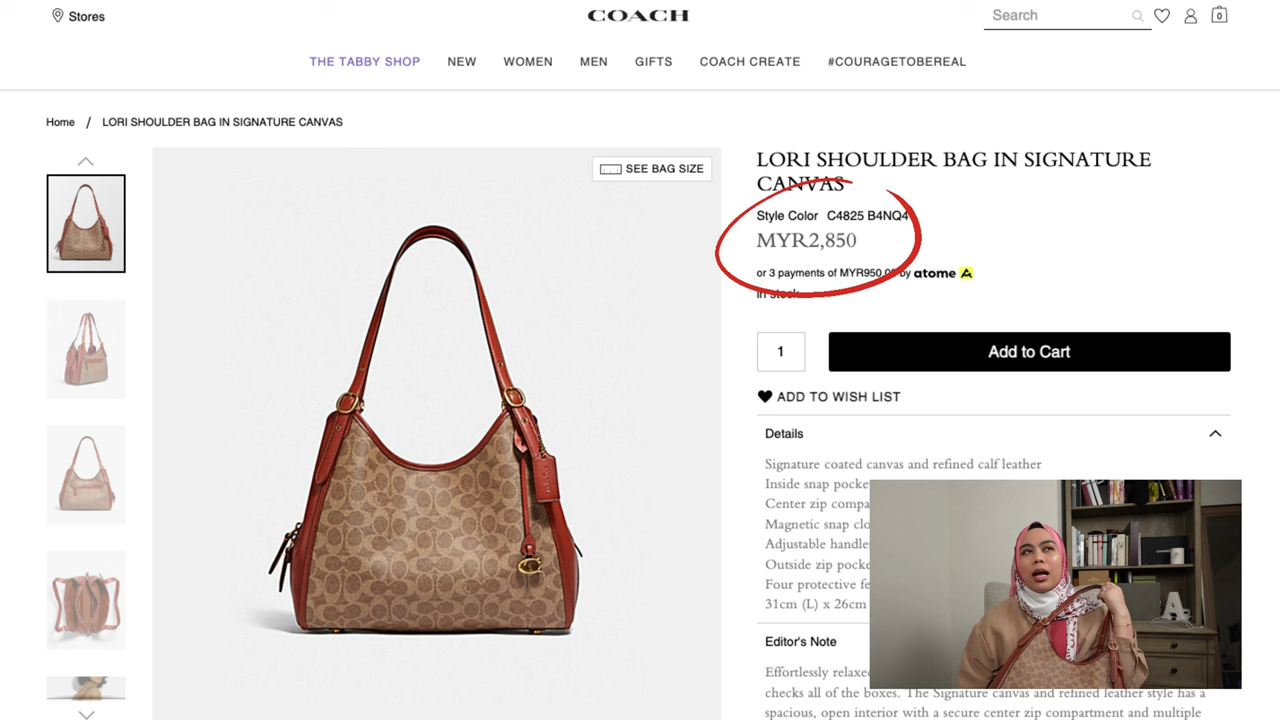 Stores
COACH
Search
0
THE TABBY SHOP NEW WOMEN MEN GIFTS COACH CREATE #COURAGETOBEREAL
Home / LORI SHOULDER BAG IN SIGNATURE CANVAS
SEE BAG SIZE
LORI SHOULDER BAG IN SIGNATURE
CANVAS
Style Color C4825 B4NQ4
MYR2,850
or 3 payments of MYR950.00 by atome
In stock
1
Add to Cart
ADD TO WISH LIST
Details
Signature coated canvas and refined calf leather
Inside snap pocke
Center zip compa
Magnetic snap clo
Adjustable handle
Outside zip pocke
Four protective fe
31cm (L) x 26cm
A
Editor's Note
Effortlessly relaxe
checks all of the boxes. The Signature canvas and refined leather style has a
spacious, open interior with a secure center zip compartment and multiple